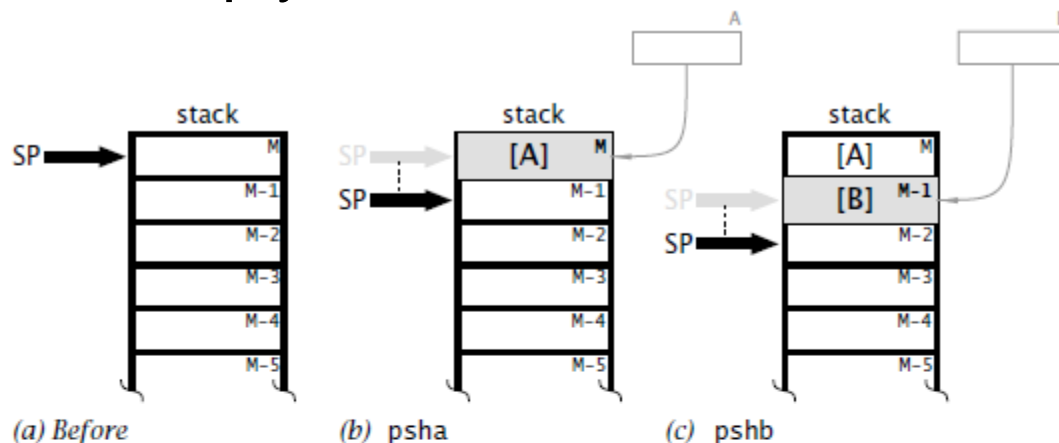 A
stack
stack
stack
SP
M
M-1
M-2
M-3
M-4
M-5
SP
SP
[A] M
M-1
M-2
M-3
M-4
M-5
SP
SP
[A] M
[B] M-1
M-2
M-3
M-4
M-5
(a) Before
(b) psha
(c) pshb